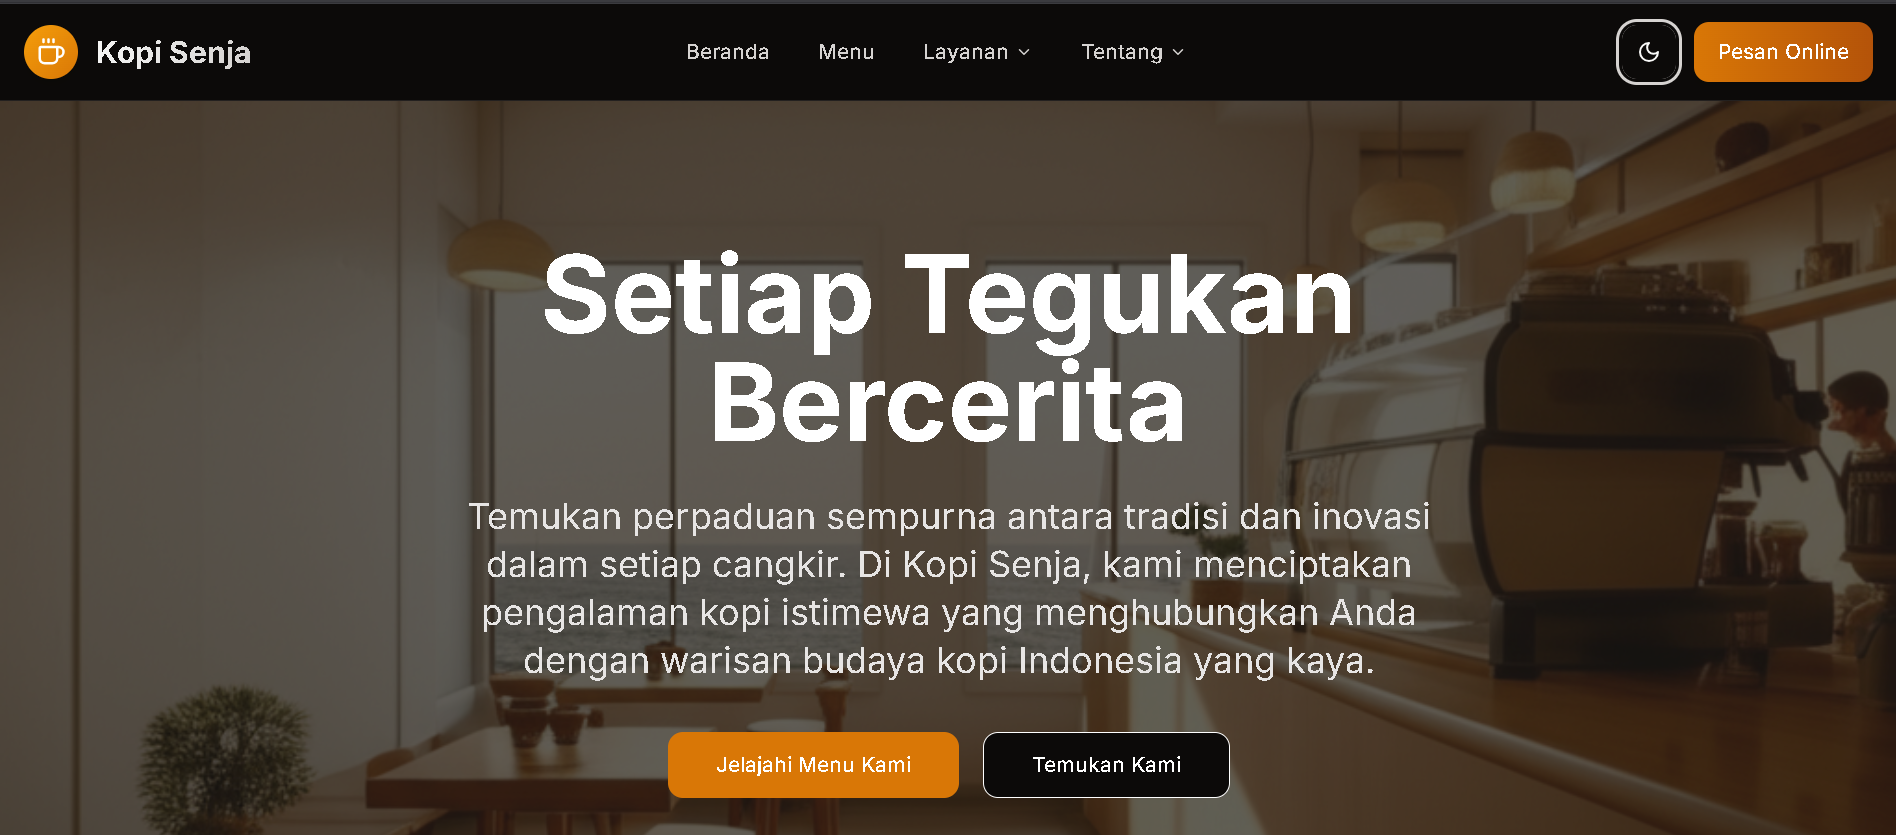 Kopi Senja
Beranda
Menu
Layanan
Tentang
Pesan Online
Setiap Tegukan
Bercerita
Temukan perpaduan sempurna antara tradisi dan inovasi
dalam setiap cangkir. Di Kopi Senja, kami menciptakan
pengalaman kopi istimewa yang menghubungkan Anda
dengan warisan budaya kopi Indonesia yang kaya.
Jelajahi Menu Kami
Temukan Kami